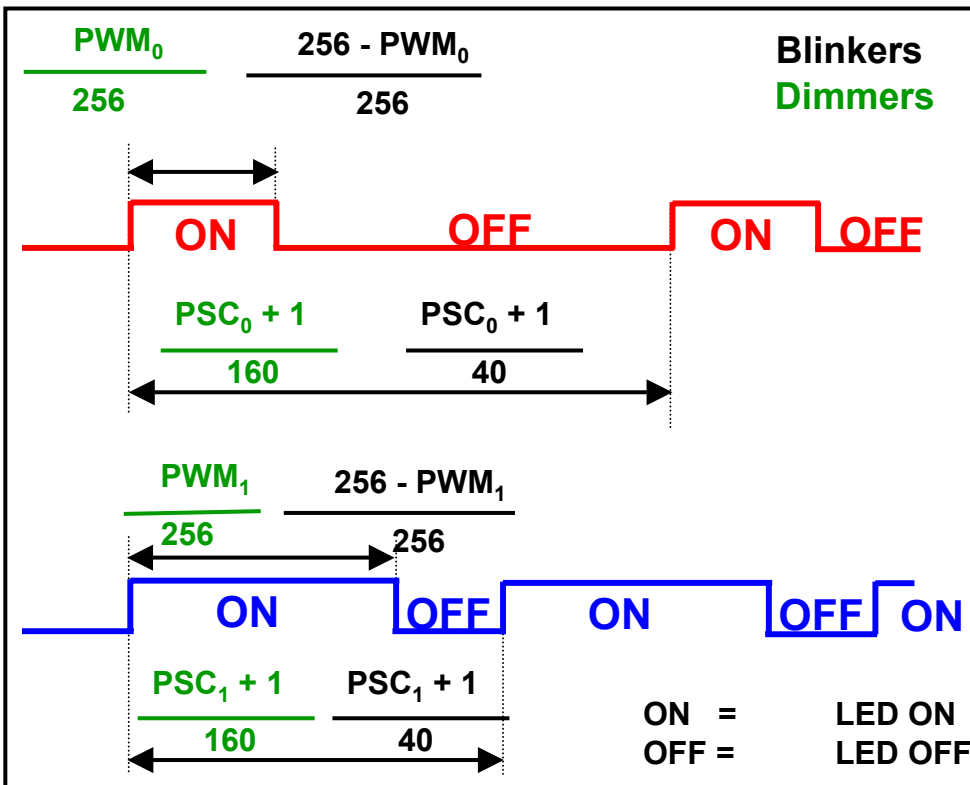 PWM₀ 256 - PWM₀ Blinkers
256 256 Dimmers
ON OFF ON OFF
PSC₀ + 1 PSC₀ + 1
160 40
PWM₁ 256 - PWM₁
256 256
ON OFF ON OFF ON
PSC₁ + 1 PSC₁ + 1
160 40
ON = LED ON
OFF = LED OFF